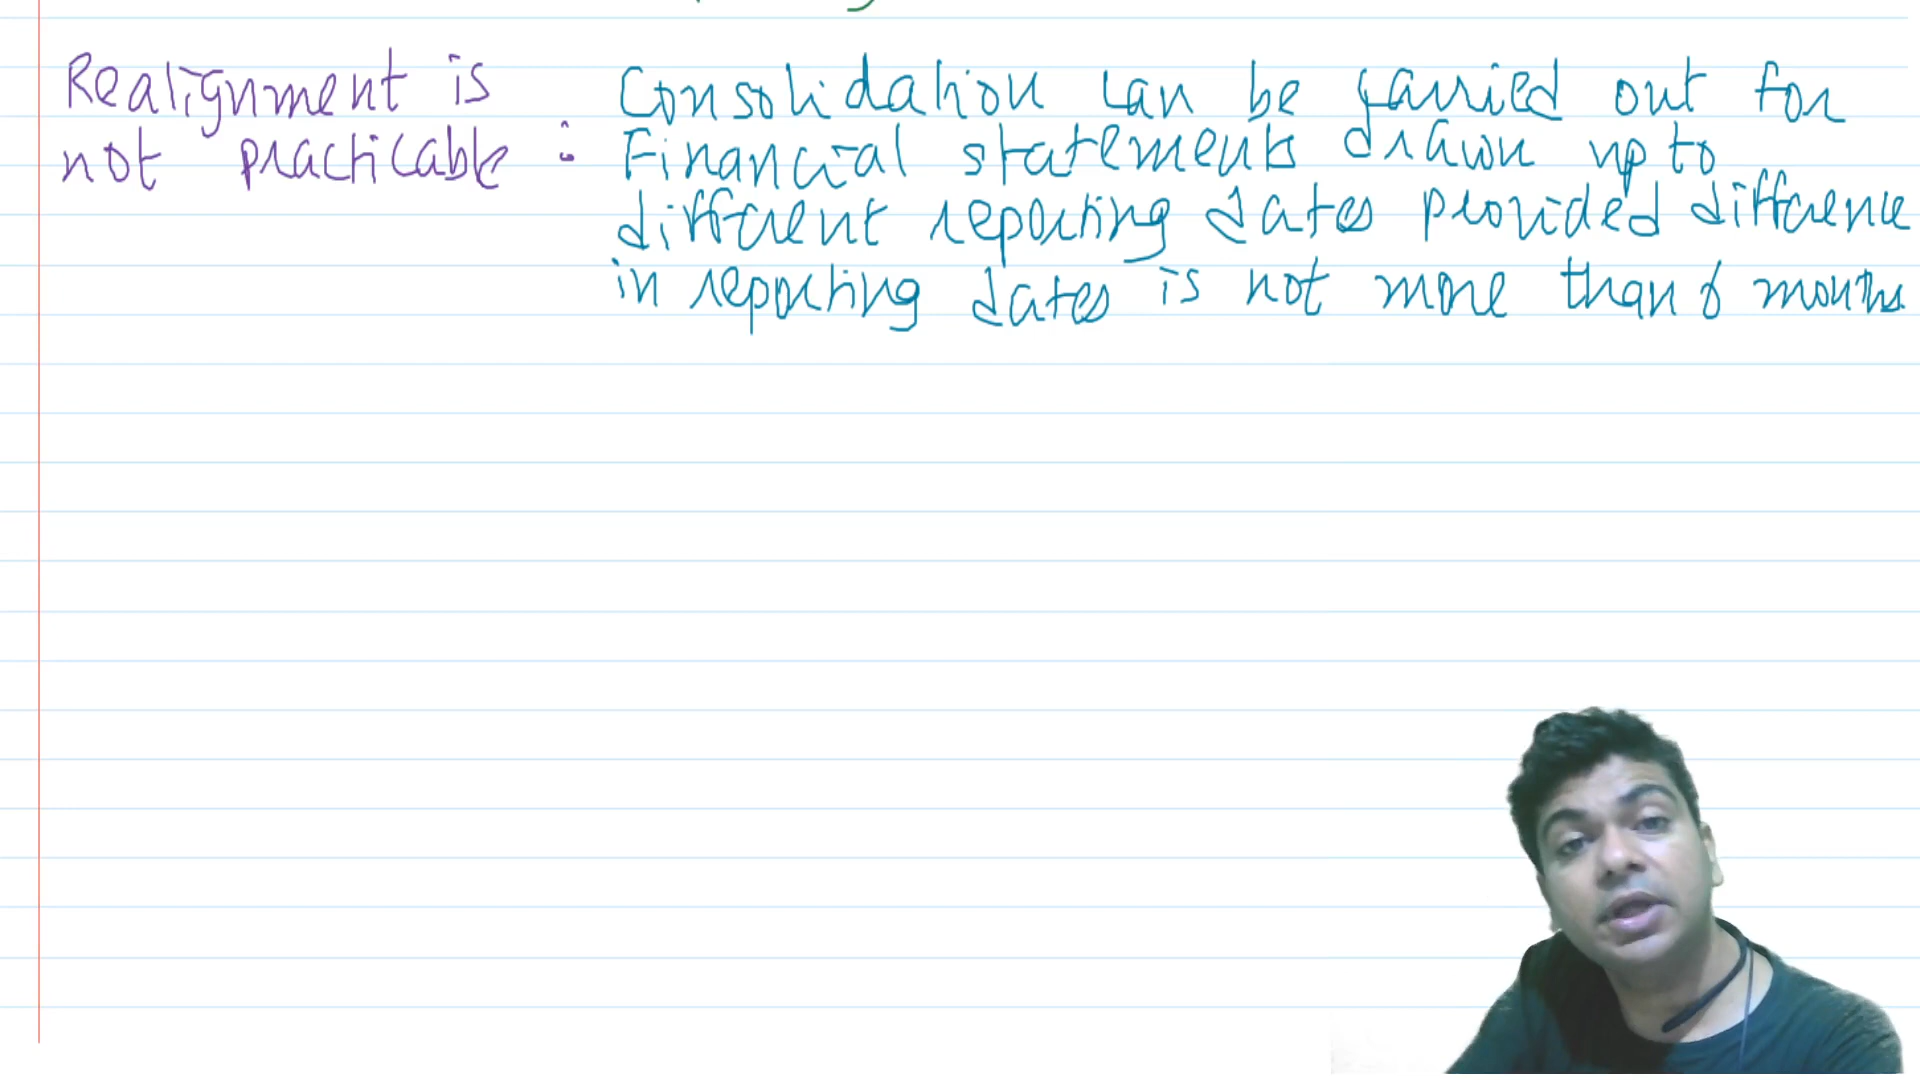 Realignment is
not practicable :
Consolidation can be carried out for
Financial statements drawn up to
different reporting dates provided difference
in reporting dates is not more than 6 months